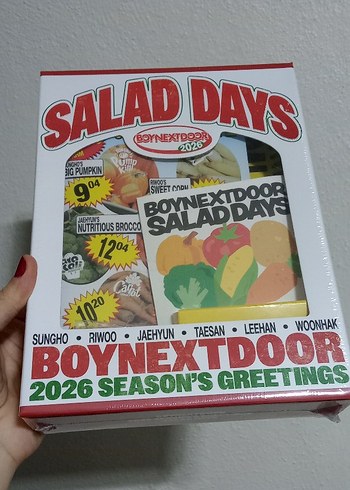 SALAD DAYS
BOYNEXTDOOR
2026
BIG PUMPKIN
9 04
RIWOO'S
SWEET CORN
JAEHYUN'S
NUTRITIOUS BROCCO
12 04
10 20
BOYNEXTDOOR
SALAD DAYS
SUNGHO • RIWOO • JAEHYUN • TAESAN • LEEHAN • WOONHAK
BOYNEXTDOOR
2026 SEASON'S GREETINGS